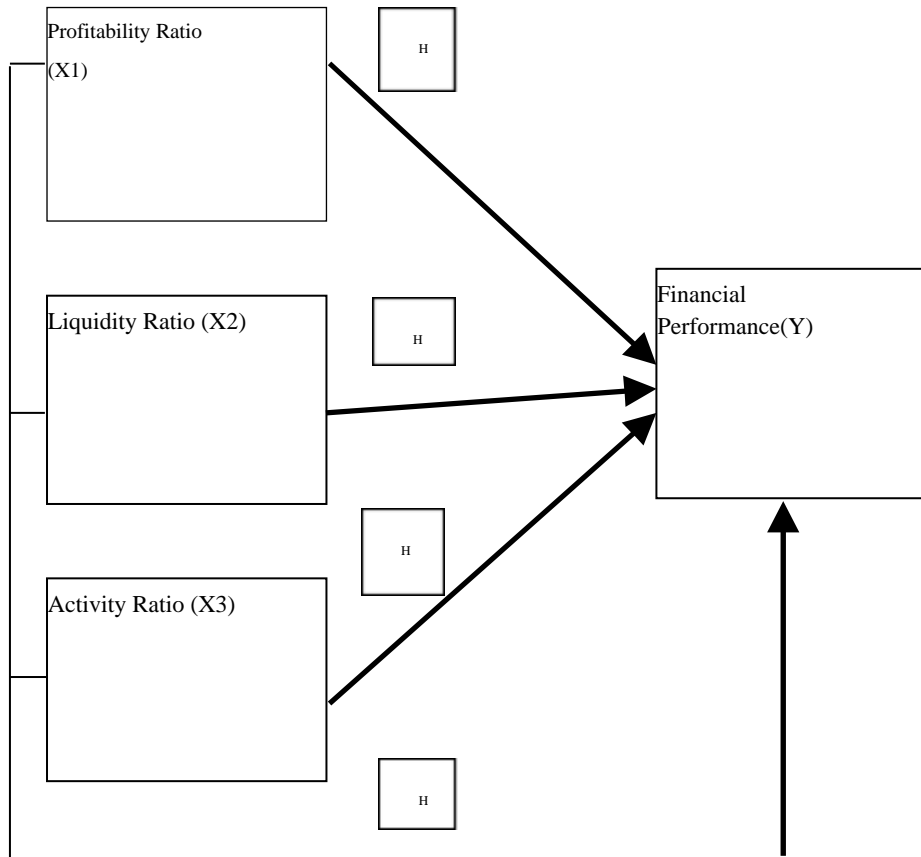 Profitability Ratio
(X1)
H
Liquidity Ratio (X2)
H
Financial
Performance(Y)
H
Activity Ratio (X3)
H